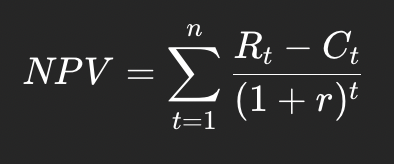 NPV = \sum_{t=1}^{n} \frac{R_t - C_t}{(1 + r)^t}